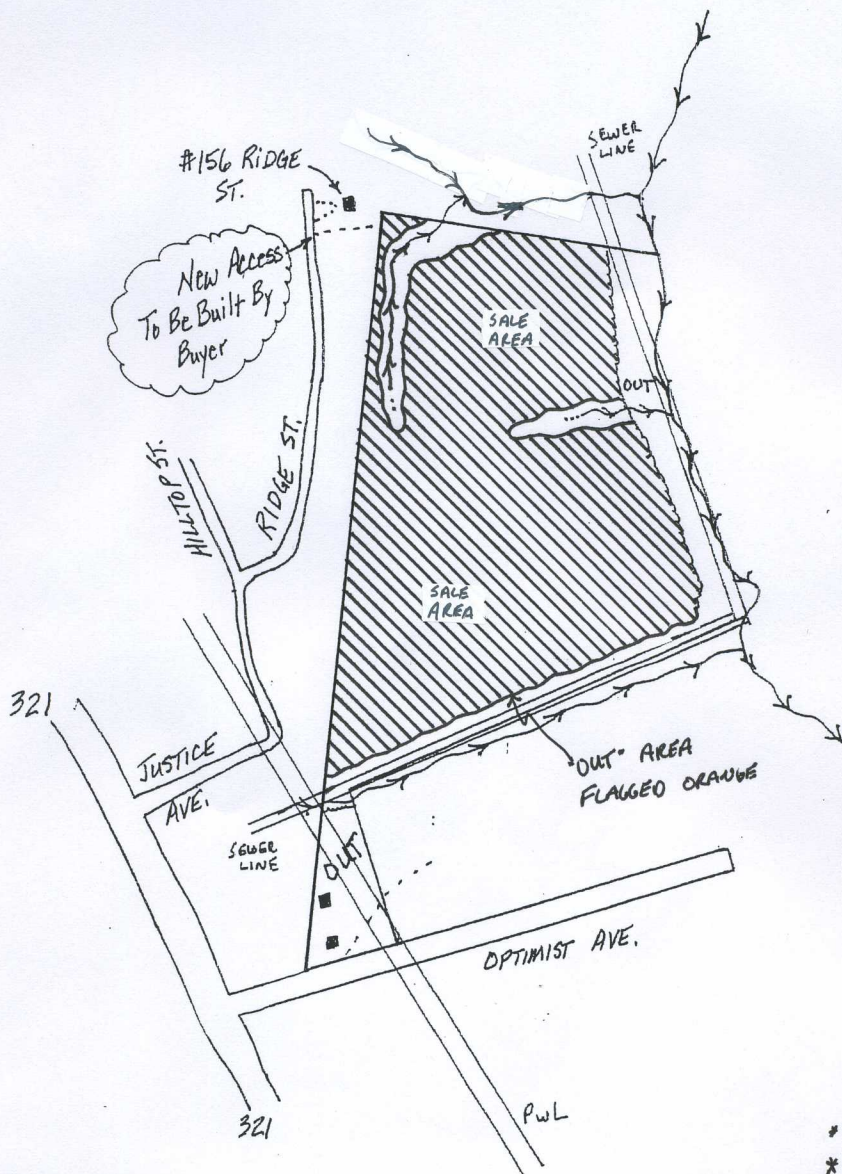 #156 RIDGE
ST.
SEWER
LINE
New Access
To Be Built By
Buyer
SALE
AREA
OUT
HILLTOP ST.
RIDGE ST.
SALE
AREA
321
JUSTICE
AVE.
"OUT" AREA
FLAGGED ORANGE
SEWER
LINE
OUT
OPTIMIST AVE.
PWL
321
*
*